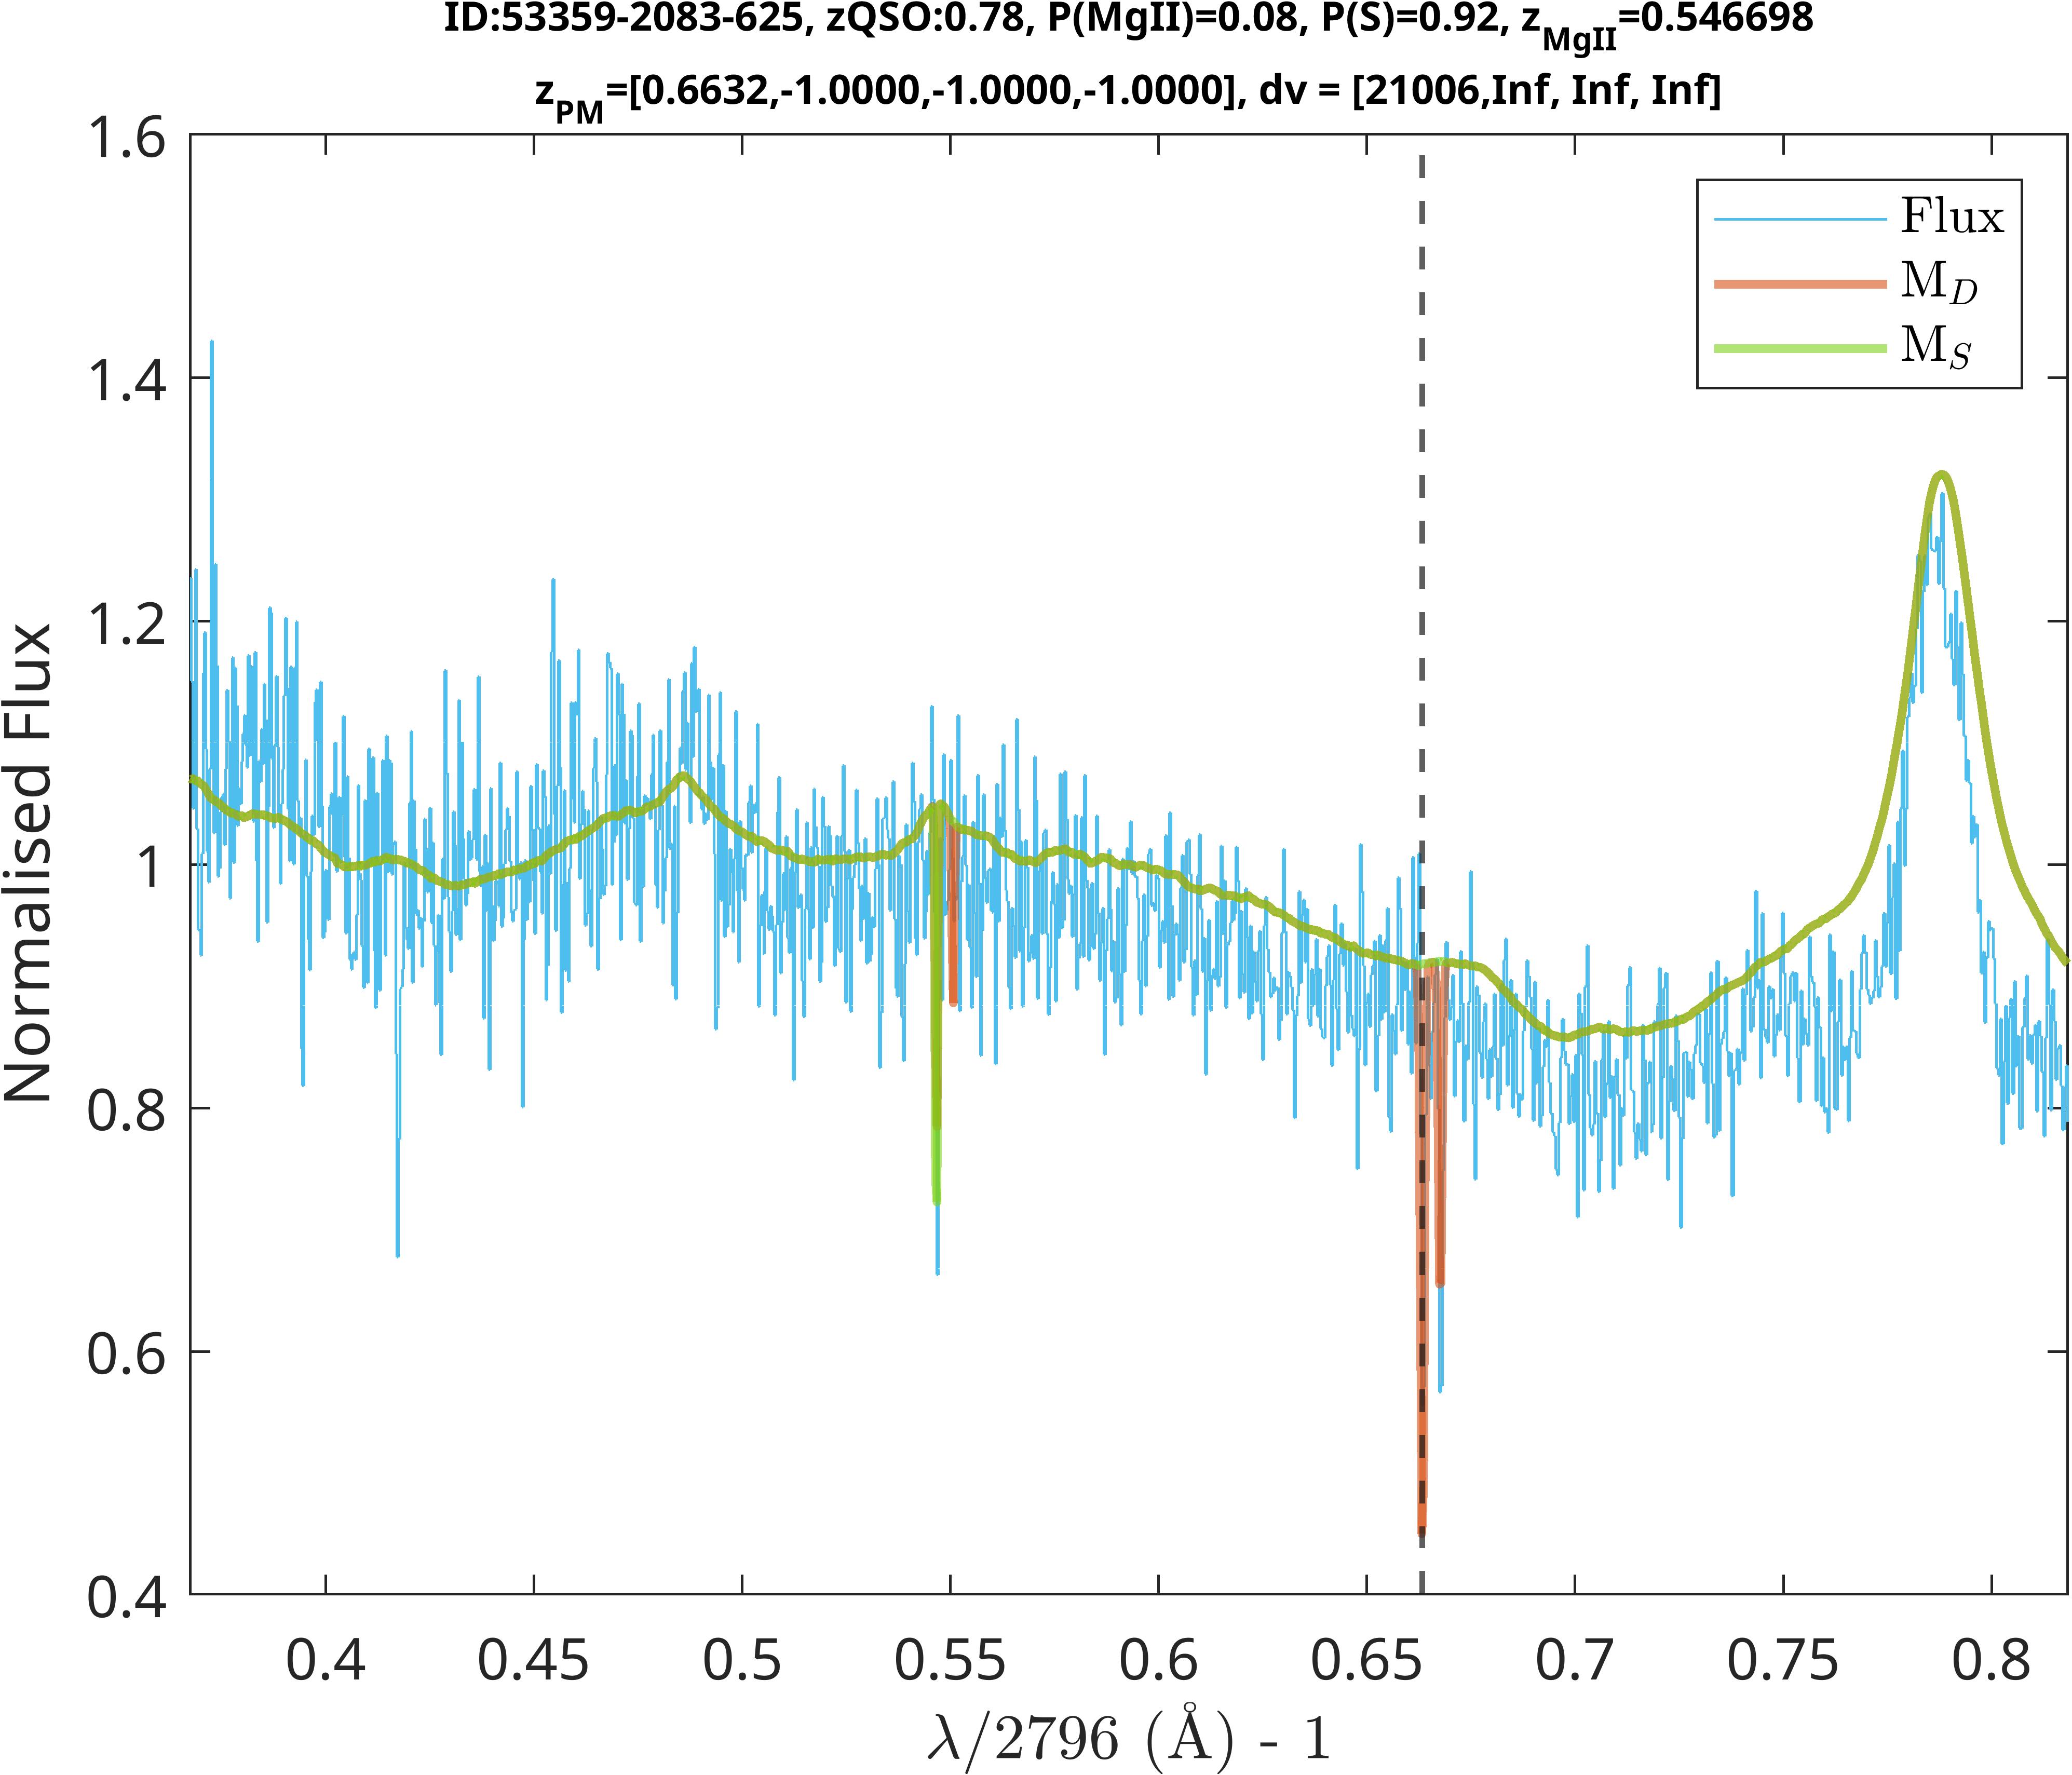 ID:53359-2083-625, zQSO:0.78, P(MgII)=0.08, P(S)=0.92, zMgII=0.546698
zPM=[0.6632,-1.0000,-1.0000,-1.0000], dv = [21006,Inf, Inf, Inf]
1.6
1.4
1.2
1
0.8
0.6
0.4
Normalised Flux
Flux
MD
MS
0.4 0.45 0.5 0.55 0.6 0.65 0.7 0.75 0.8
λ/2796 (Å) - 1